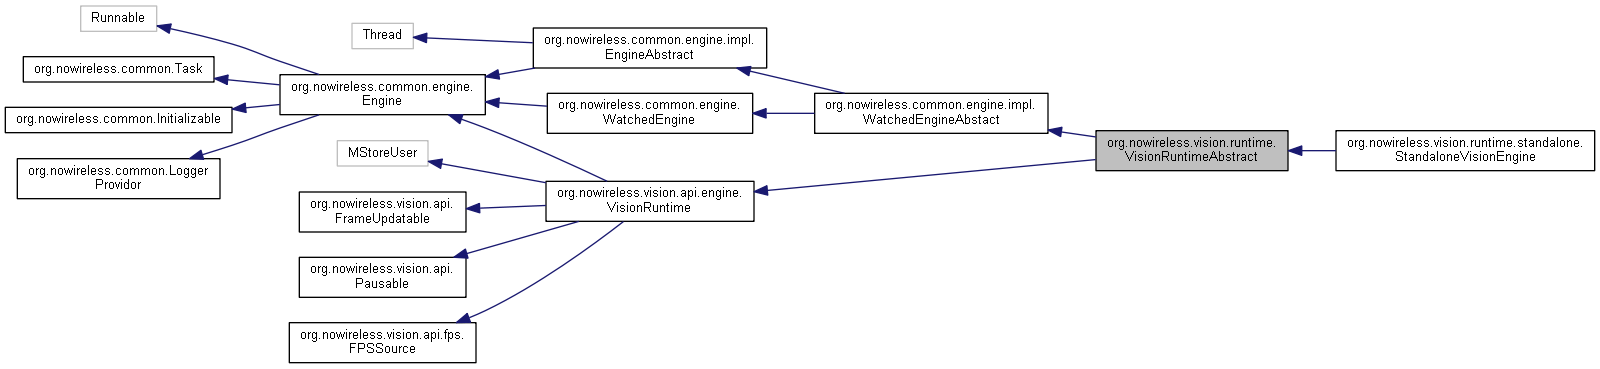 Runnable
org.nowireless.common.Task
org.nowireless.common.Initializable
org.nowireless.common.Logger
Providor
org.nowireless.common.engine.
Engine
Thread
MStoreUser
org.nowireless.vision.api.
FrameUpdatable
org.nowireless.vision.api.
Pausable
org.nowireless.vision.api.fps.
FPSSource
org.nowireless.common.engine.impl.
EngineAbstract
org.nowireless.common.engine.
WatchedEngine
org.nowireless.vision.api.engine.
VisionRuntime
org.nowireless.common.engine.impl.
WatchedEngineAbstact
org.nowireless.vision.runtime.
VisionRuntimeAbstract
org.nowireless.vision.runtime.standalone.
StandaloneVisionEngine